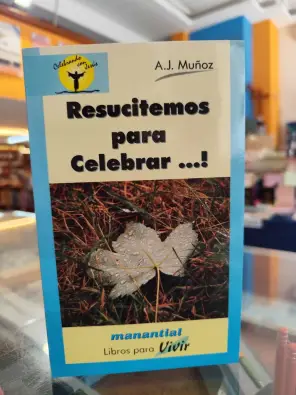 Celebrando
con
Jesús
A.J. Muñoz
Resucitemos
para
Celebrar ...!
manantial
Libros para Vivir